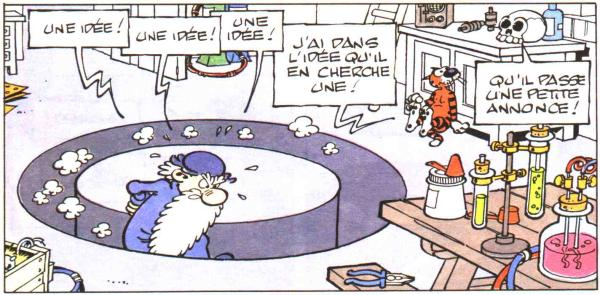 UNE IDÉE!
UNE IDÉE!
UNE
IDÉE!
J'AI DANS
L'IDÉE QU'IL
EN CHERCHE
UNE!
QU'IL PASSE
UNE PETITE
ANNONCE!